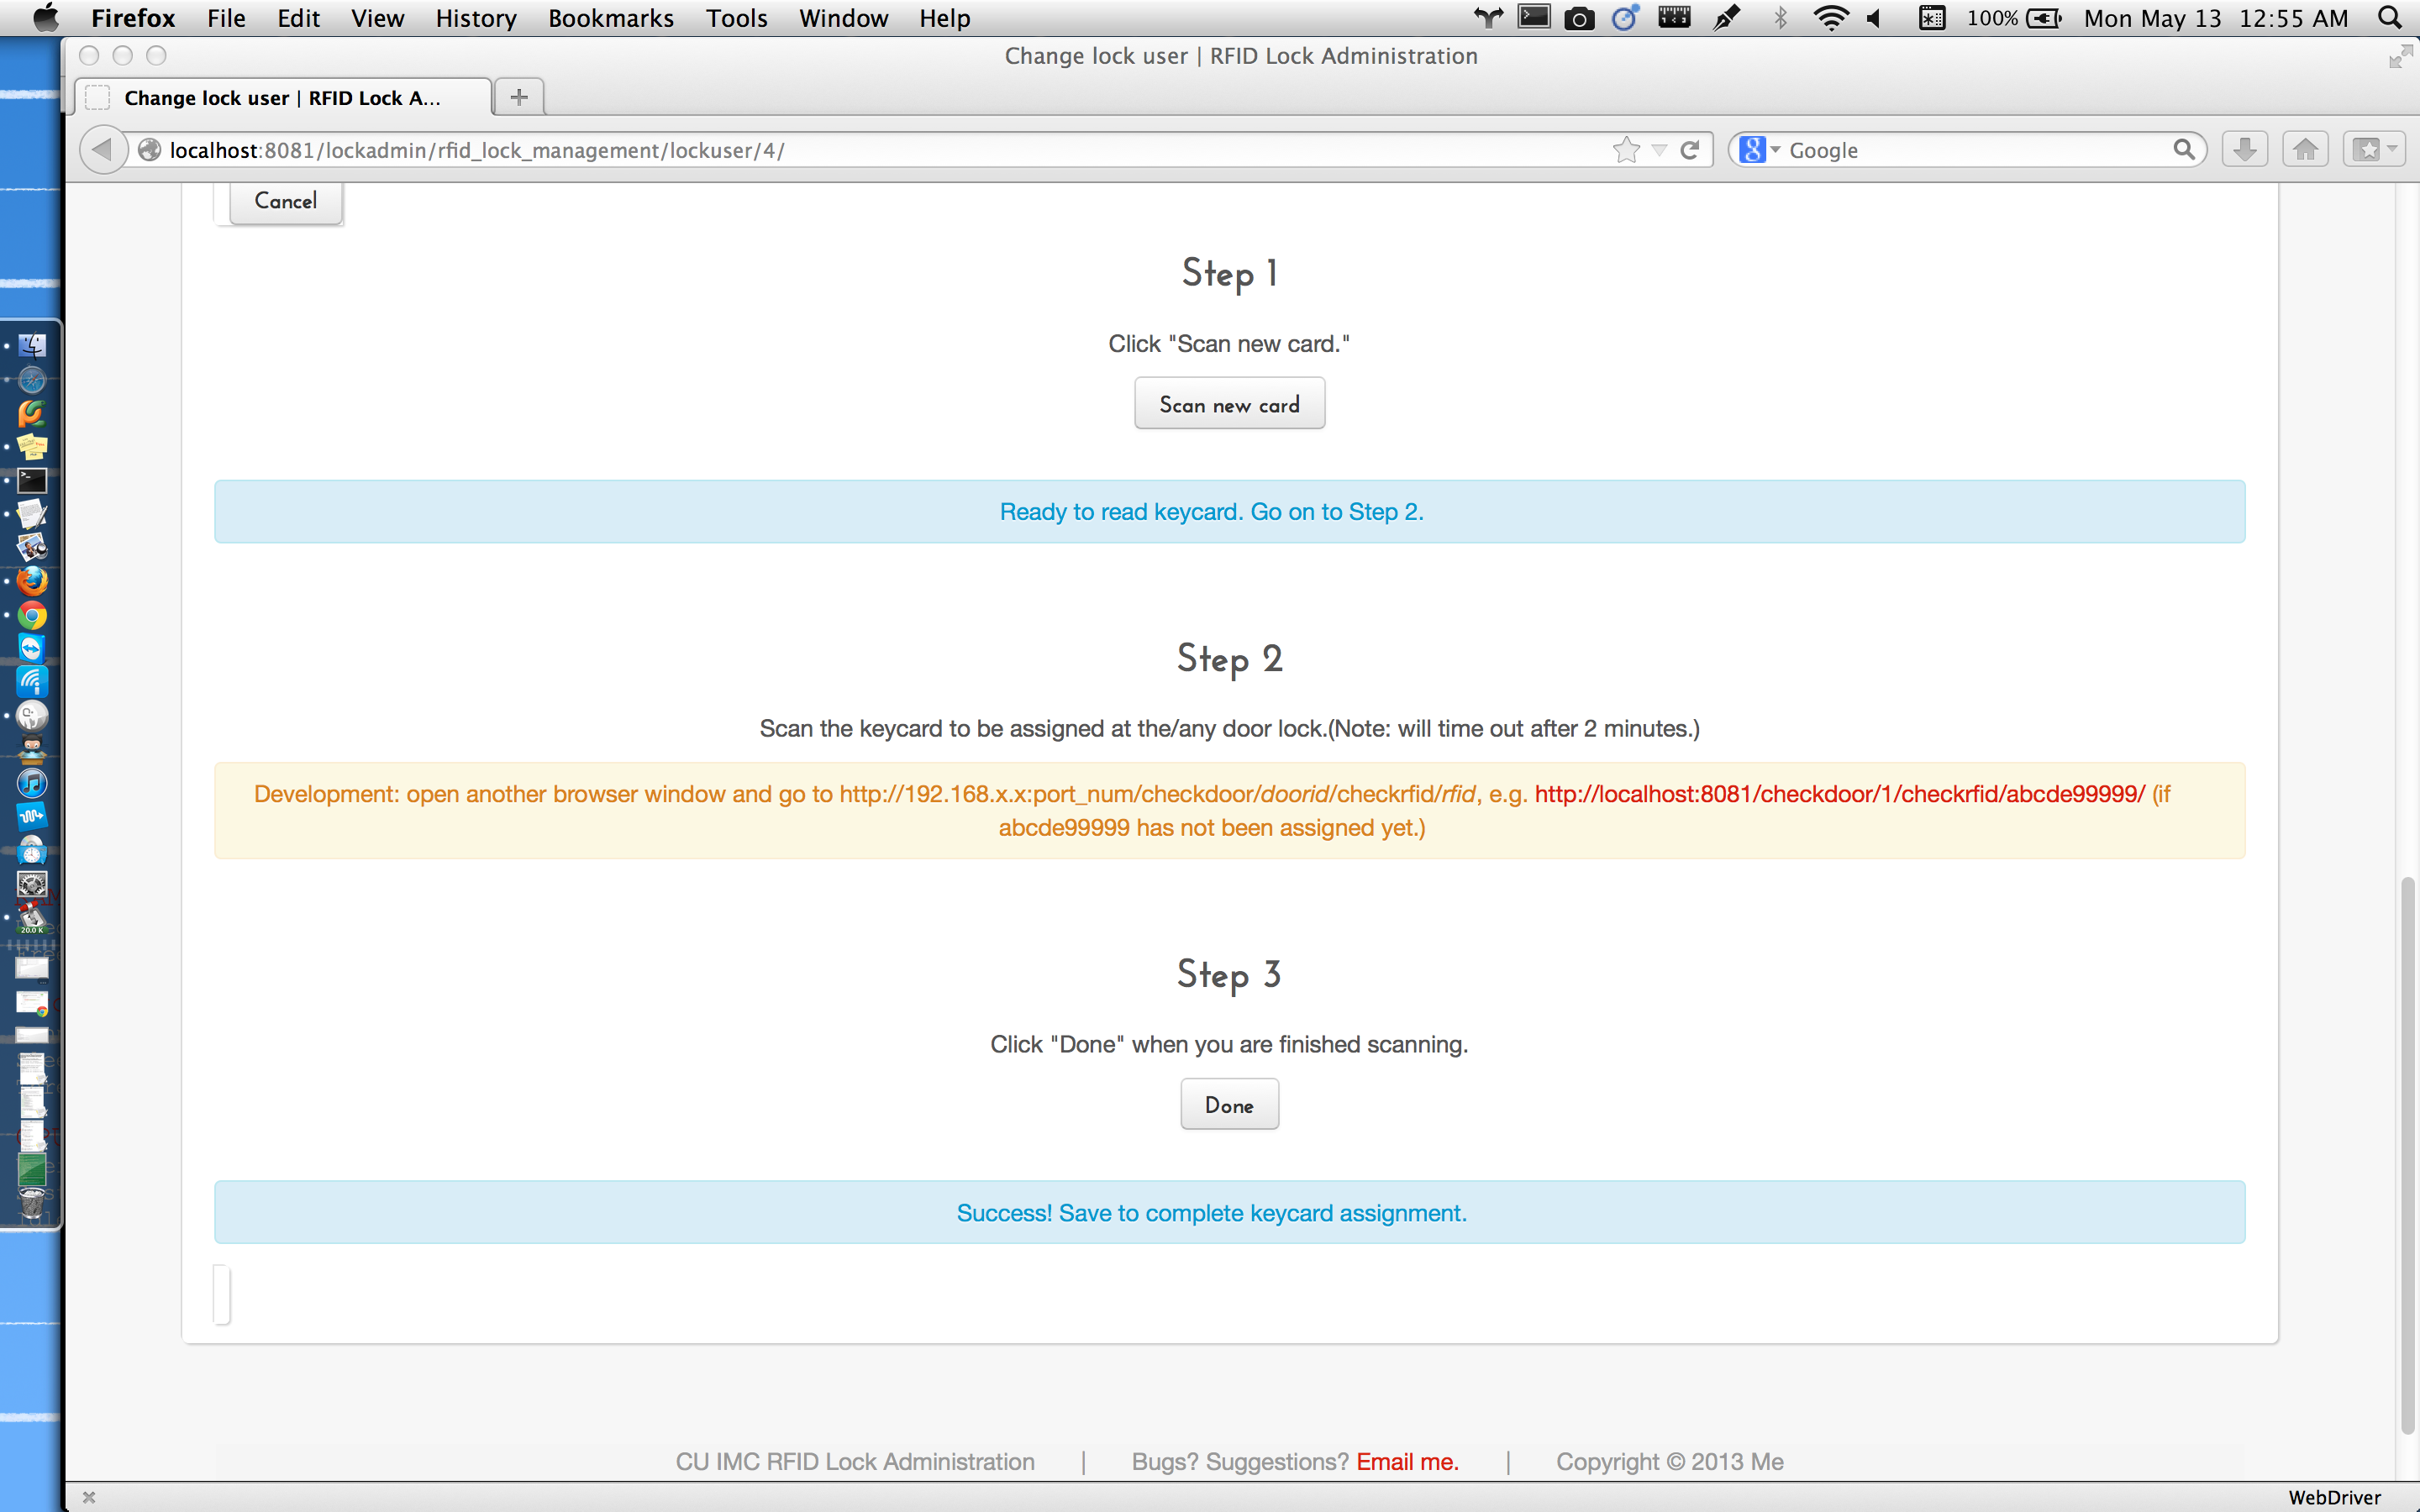 Firefox File Edit View History Bookmarks Tools Window Help 100% Mon May 13 12:55 AM
Change lock user | RFID Lock Administration
Change lock user | RFID Lock A...
localhost:8081/lockadmin/rfid_lock_management/lockuser/4/ Google
Cancel
Step 1
Click "Scan new card."
Scan new card
Ready to read keycard. Go on to Step 2.
Step 2
Scan the keycard to be assigned at the/any door lock.(Note: will time out after 2 minutes.)
Development: open another browser window and go to http://192.168.x.x:port_num/checkdoor/doorid/checkrfid/rfid, e.g. http://localhost:8081/checkdoor/1/checkrfid/abcde99999/ (if
abcde99999 has not been assigned yet.)
Step 3
Click "Done" when you are finished scanning.
Done
Success! Save to complete keycard assignment.
20.0 K
CU IMC RFID Lock Administration | Bugs? Suggestions? Email me. | Copyright © 2013 Me
WebDriver